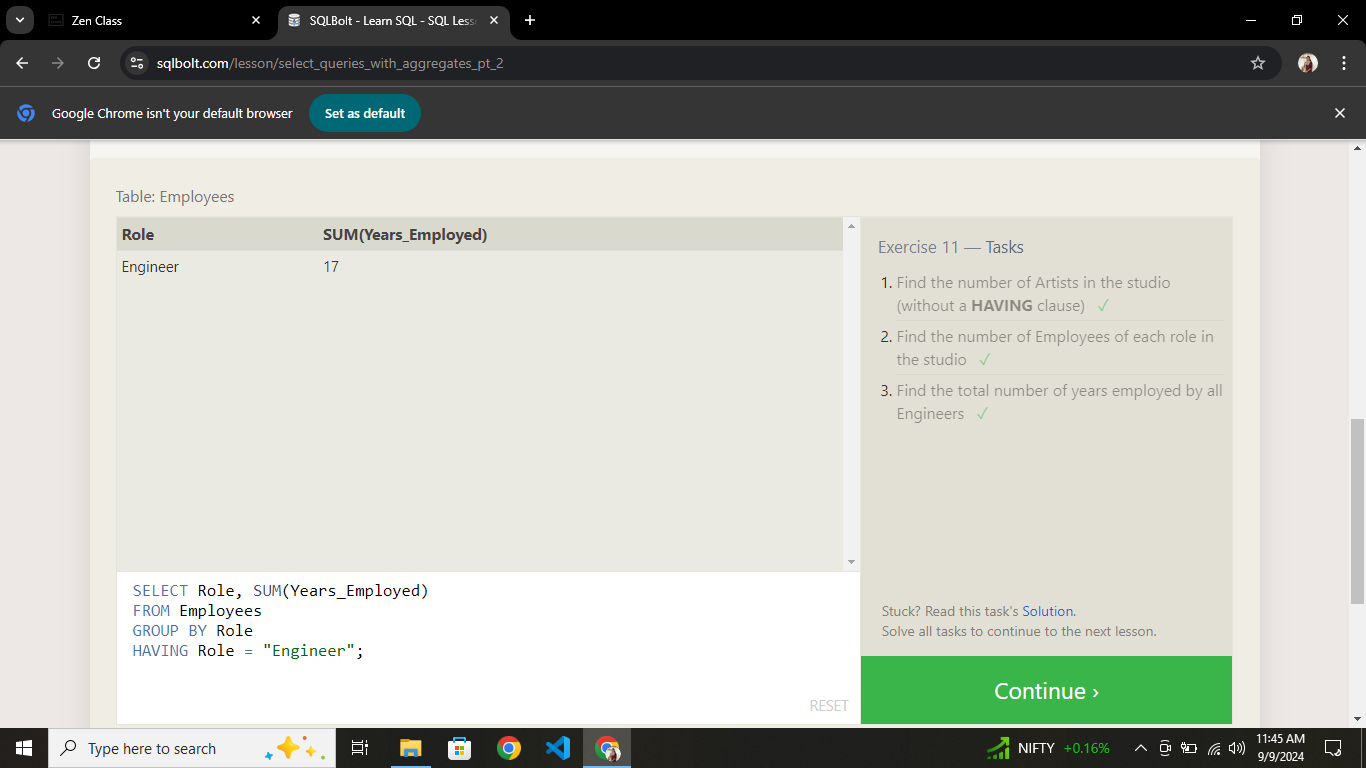 Zen Class
SQLBolt - Learn SQL - SQL Less
sqlbolt.com/lesson/select_queries_with_aggregates_pt_2
Google Chrome isn't your default browser
Set as default
Table: Employees
Role SUM(Years_Employed)
Engineer 17
Exercise 11 — Tasks
1. Find the number of Artists in the studio
(without a HAVING clause) ✓
2. Find the number of Employees of each role in
the studio ✓
3. Find the total number of years employed by all
Engineers ✓
SELECT Role, SUM(Years_Employed)
FROM Employees
GROUP BY Role
HAVING Role = "Engineer";
RESET
Stuck? Read this task's Solution.
Solve all tasks to continue to the next lesson.
Continue ›
Type here to search
NIFTY +0.16%
11:45 AM
9/9/2024